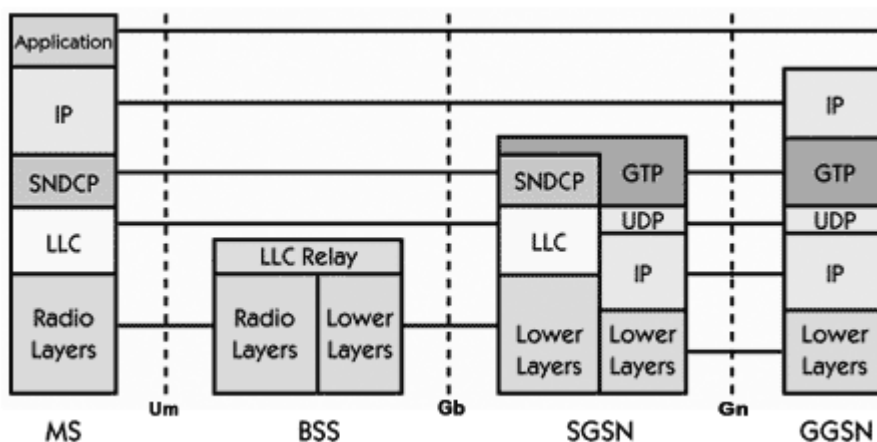 Application
IP
SNDCP
LLC
Radio
Layers
MS
Um
LLC Relay
Radio
Layers
Lower
Layers
BSS
Gb
SNDCP
GTP
LLC
UDP
IP
Lower
Layers
Lower
Layers
SGSN
Gn
IP
GTP
UDP
IP
Lower
Layers
GGSN